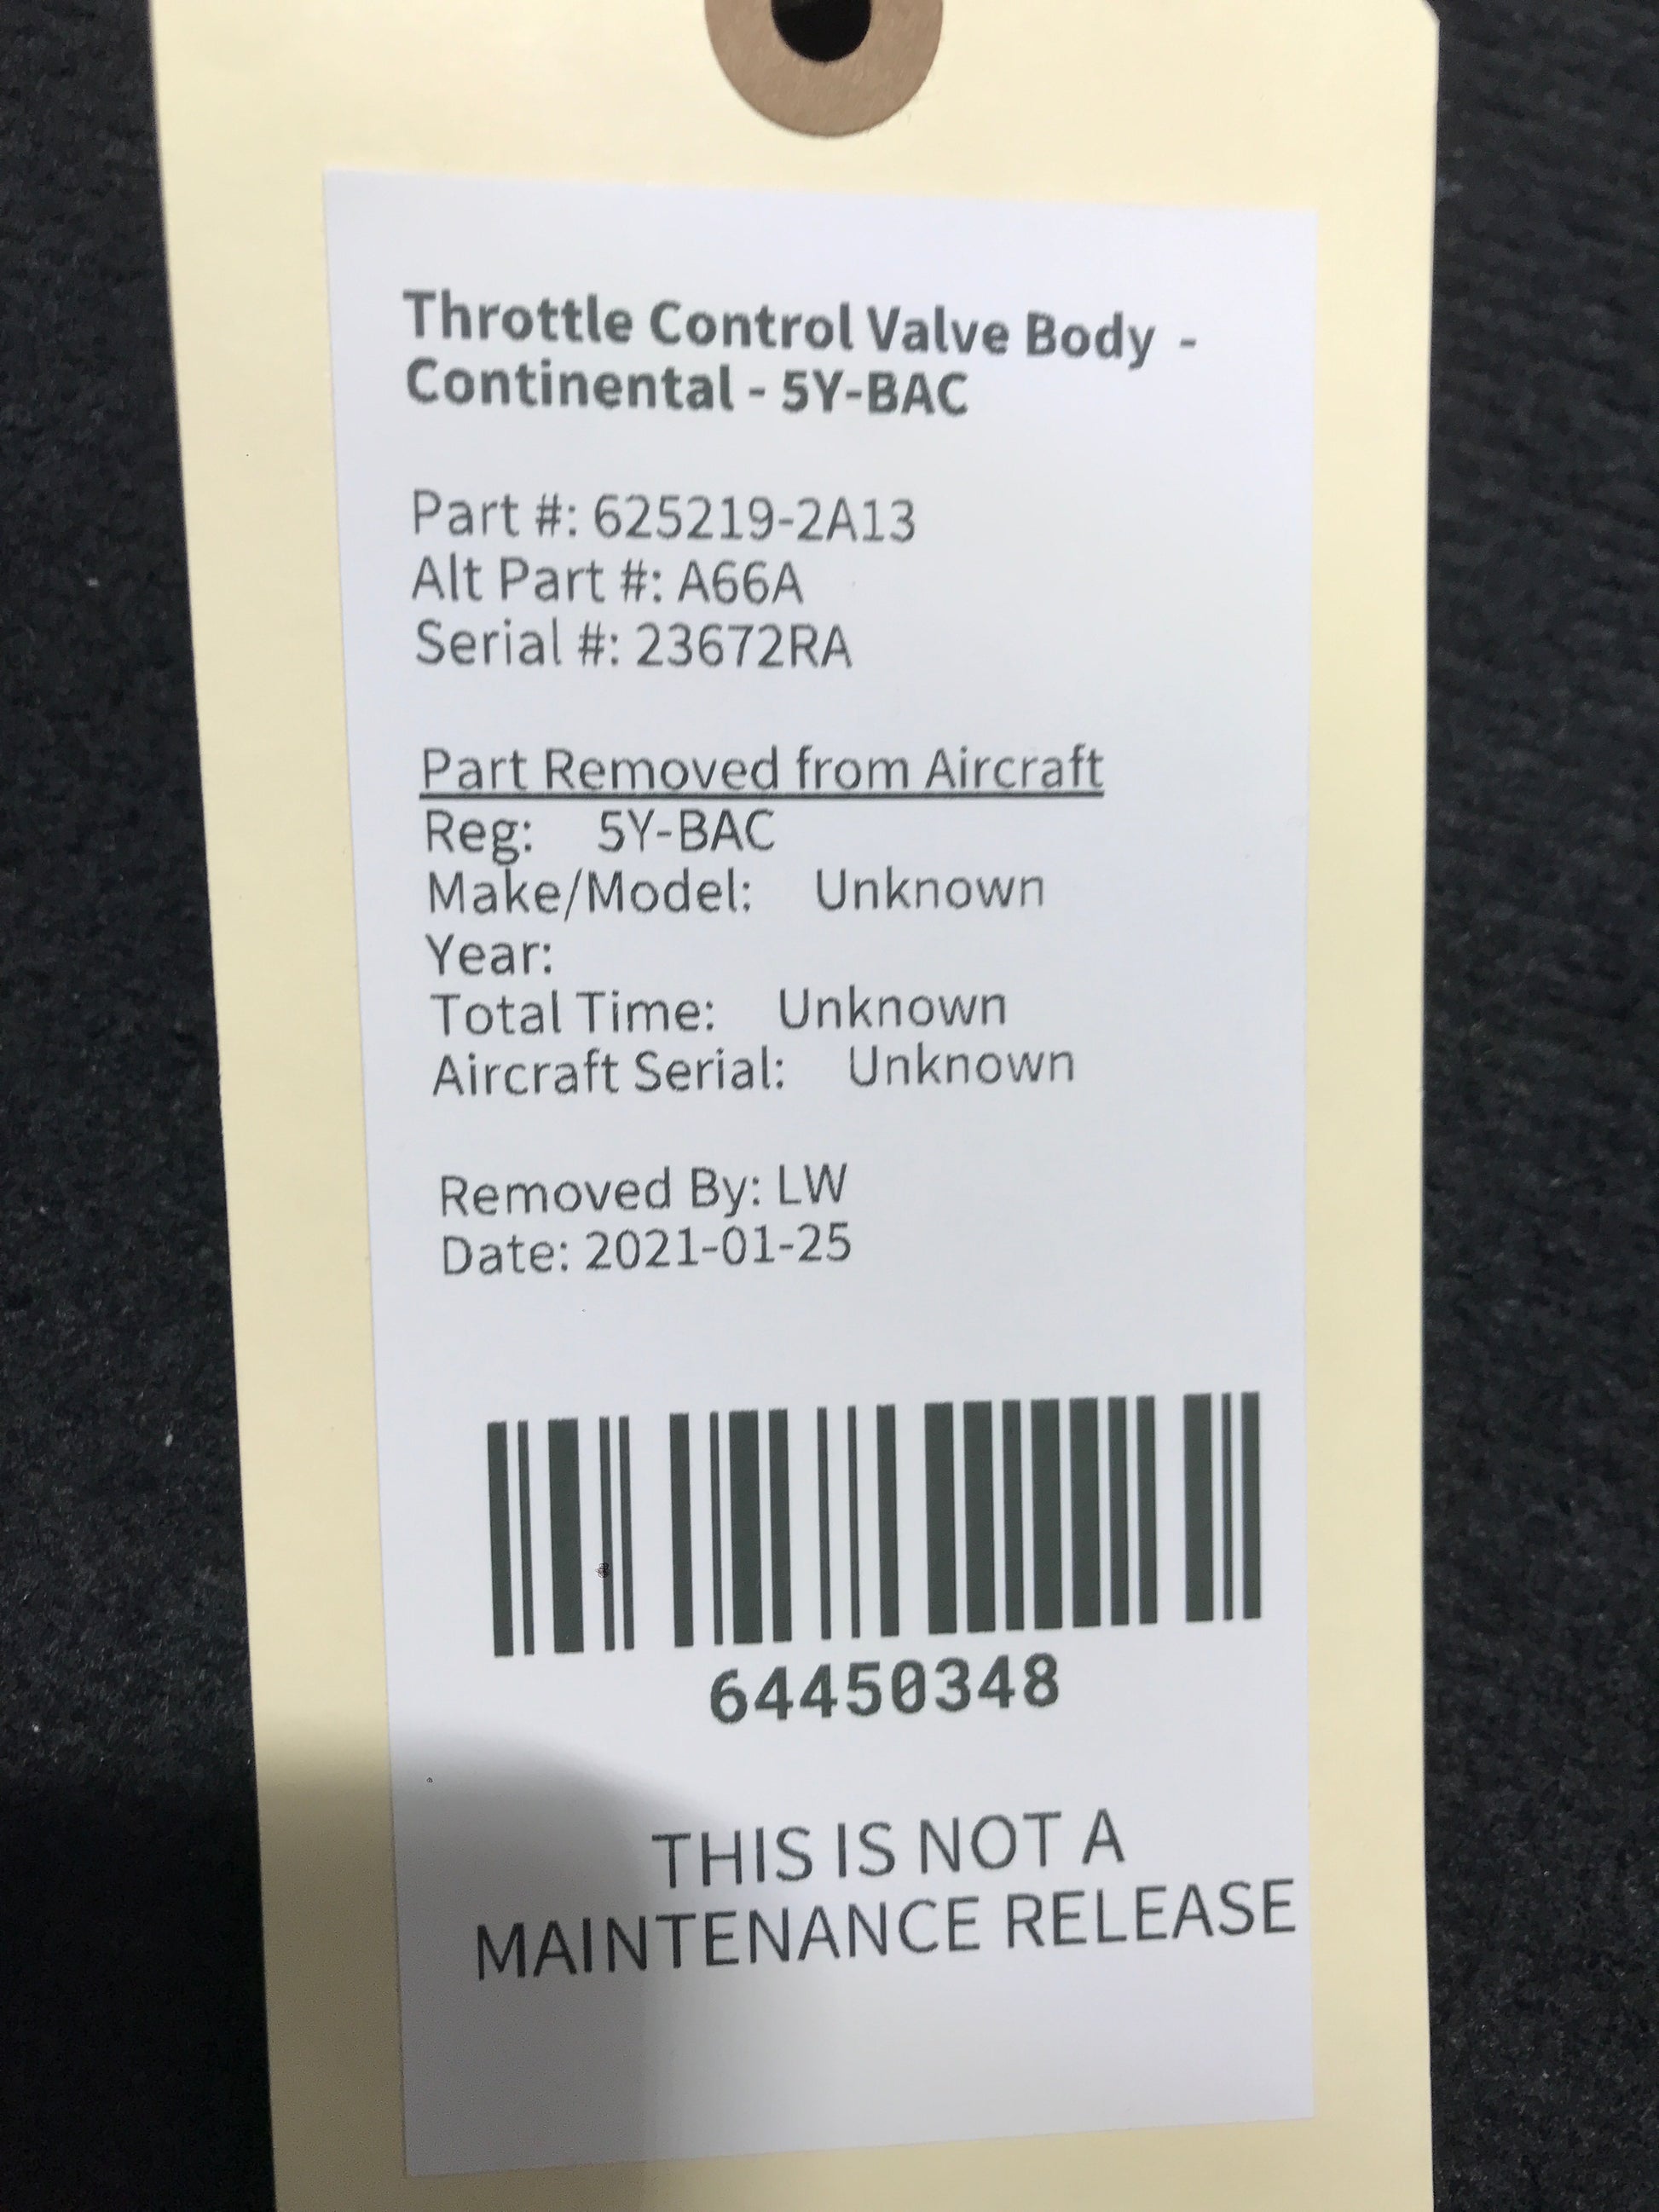 Throttle Control Valve Body -
Continental - 5Y-BAC
Part #: 625219-2A13
Alt Part #: A66A
Serial #: 23672RA
Part Removed from Aircraft
Reg: 5Y-BAC
Make/Model: Unknown
Year:
Total Time: Unknown
Aircraft Serial: Unknown
Removed By: LW
Date: 2021-01-25
64450348
THIS IS NOT A
MAINTENANCE RELEASE